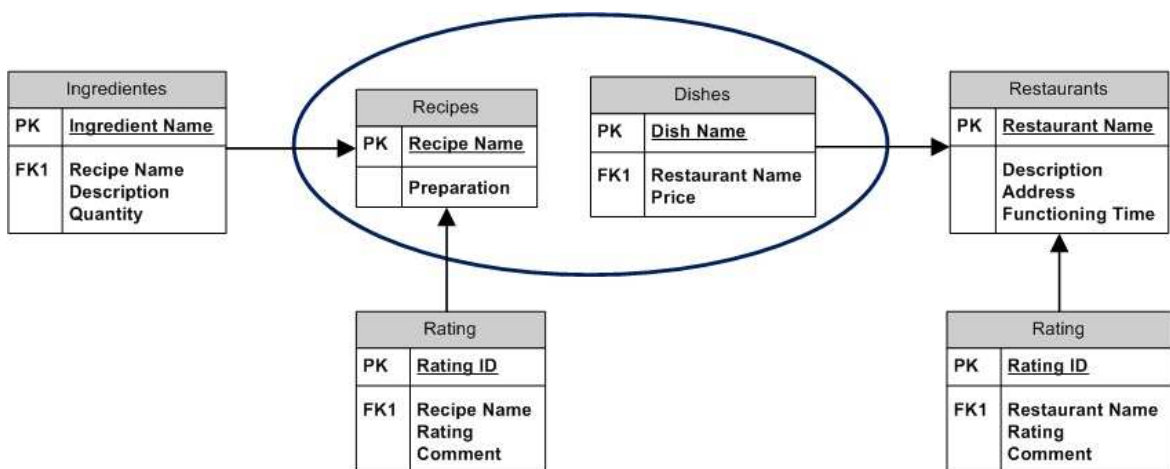 Ingredientes
PK Ingredient Name
FK1 Recipe Name
Description
Quantity
Recipes
PK Recipe Name
Preparation
Dishes
PK Dish Name
FK1 Restaurant Name
Price
Restaurants
PK Restaurant Name
Description
Address
Functioning Time
Rating
PK Rating ID
FK1 Recipe Name
Rating
Comment
Rating
PK Rating ID
FK1 Restaurant Name
Rating
Comment